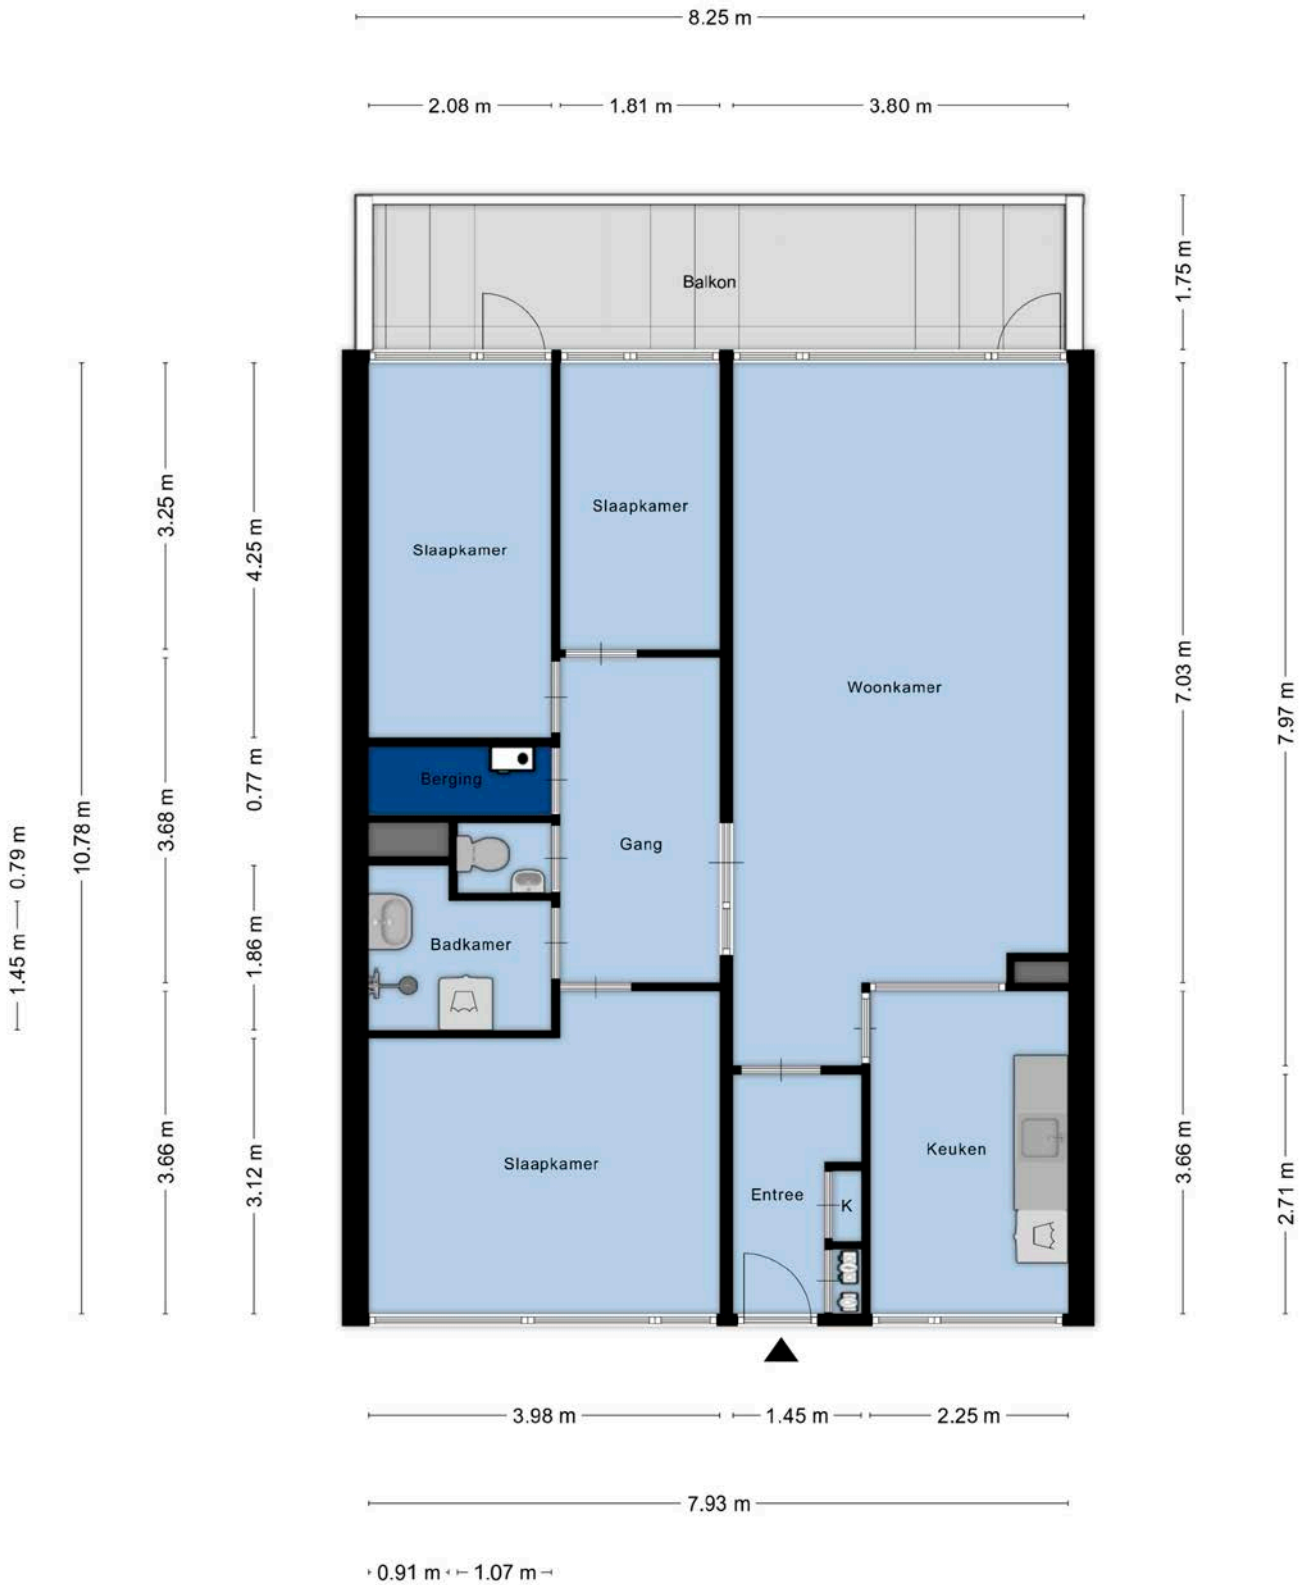 8.25 m
2.08 m 1.81 m 3.80 m
Balkon
1.75 m
Slaapkamer
Slaapkamer
Woonkamer
Berging
Gang
Badkamer
Slaapkamer
Entree
K
Keuken
0.79 m
1.45 m
10.78 m
3.25 m
3.68 m
3.66 m
4.25 m
0.77 m
1.86 m
3.12 m
7.03 m
3.66 m
7.97 m
2.71 m
3.98 m 1.45 m 2.25 m
7.93 m
0.91 m 1.07 m